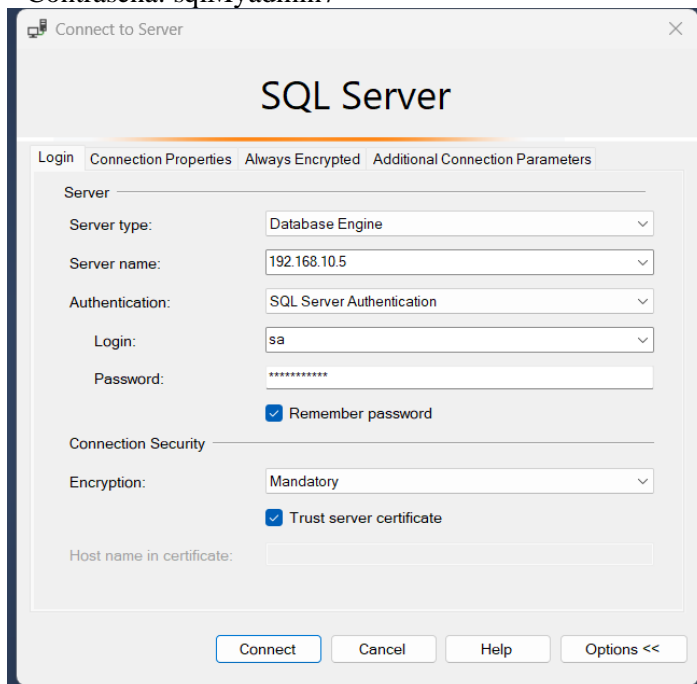 Contraseña: sqlMyadmin7
Connect to Server
SQL Server
Login Connection Properties Always Encrypted Additional Connection Parameters
Server
Server type: Database Engine
Server name: 192.168.10.5
Authentication: SQL Server Authentication
Login: sa
Password: ***********
Remember password
Connection Security
Encryption: Mandatory
Trust server certificate
Host name in certificate:
Connect Cancel Help Options <<